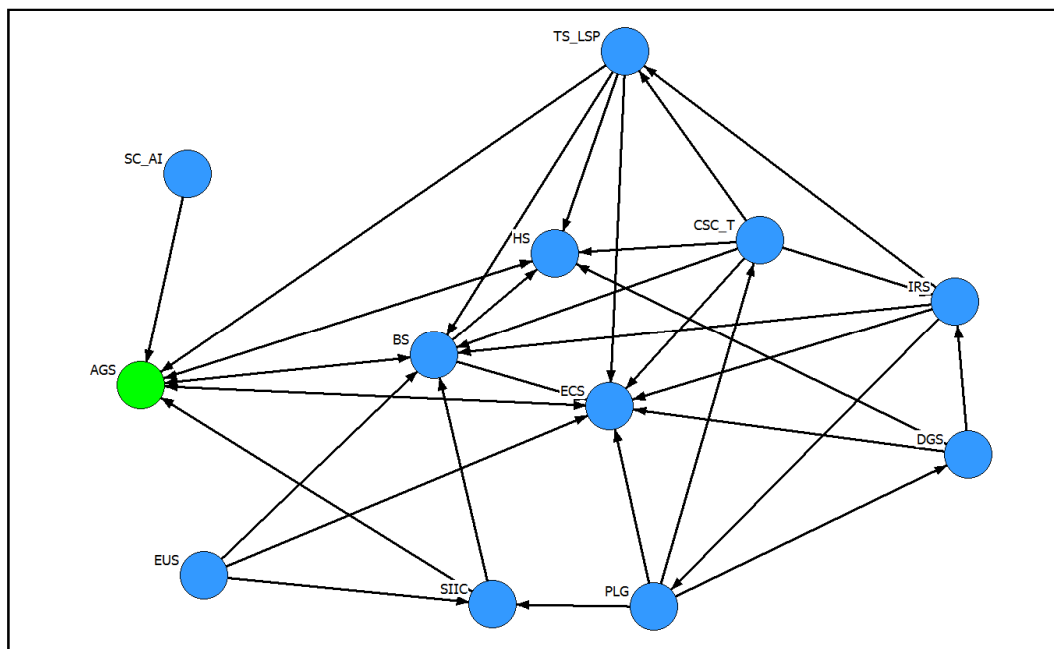 TS_LSP
SC_AI
CSC_T
HS
IRS
BS
AGS
ECS
DGS
EUS
SIIC
PLG